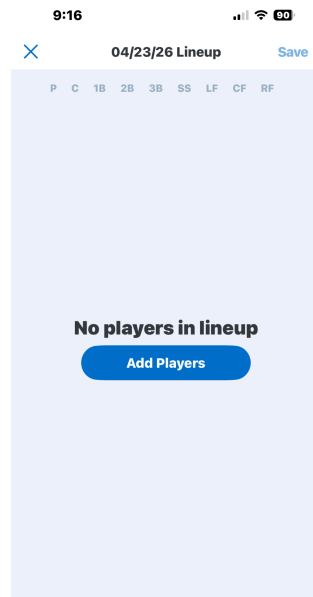 9:16 90
04/23/26 Lineup Save
P C 1B 2B 3B SS LF CF RF
No players in lineup
Add Players